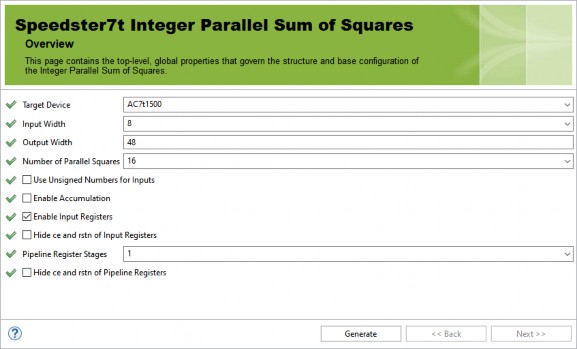 Speedster7t Integer Parallel Sum of Squares
Overview
This page contains the top-level, global properties that govern the structure and base configuration of
the Integer Parallel Sum of Squares.
Target Device AC7t1500
Input Width 8
Output Width 48
Number of Parallel Squares 16
Use Unsigned Numbers for Inputs
Enable Accumulation
Enable Input Registers
Hide ce and rstn of Input Registers
Pipeline Register Stages 1
Hide ce and rstn of Pipeline Registers
? Generate << Back Next >>